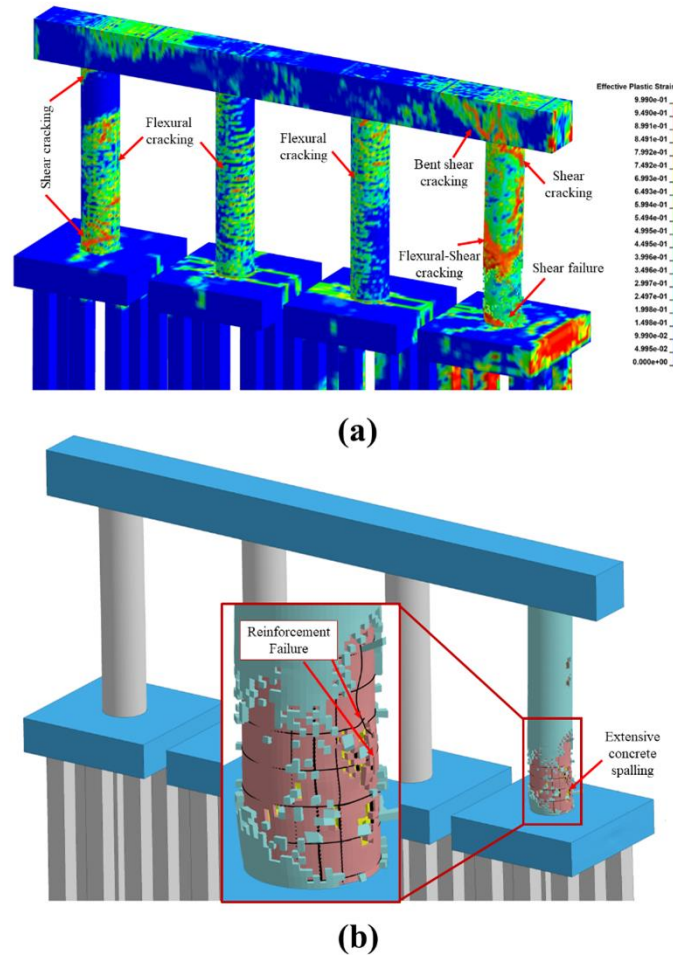 Effective Plastic Strain
9.990e-01
9.490e-01
8.991e-01
8.491e-01
7.992e-01
7.492e-01
6.993e-01
6.493e-01
5.994e-01
5.494e-01
4.995e-01
4.495e-01
3.996e-01
3.496e-01
2.997e-01
2.497e-01
1.998e-01
1.498e-01
9.990e-02
4.995e-02
0.000e+00
Shear cracking
Flexural
cracking
Flexural
cracking
Bent shear
cracking
Shear
cracking
Flexural-Shear
cracking
Shear failure
(a)
Reinforcement
Failure
Extensive
concrete
spalling
(b)